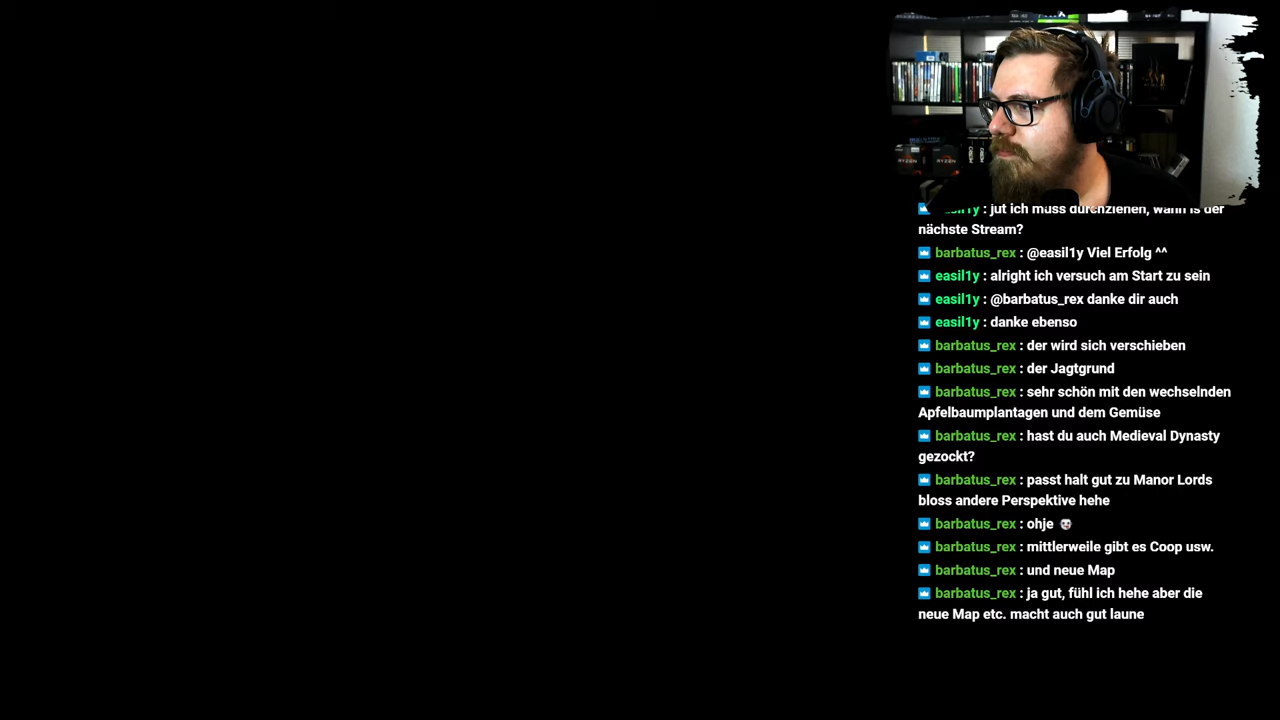 RYZEN
RYZEN
easil1y : jut ich muss durchziehen, wann is der
nächste Stream?
barbatus_rex : @easil1y Viel Erfolg ^^
easil1y : alright ich versuch am Start zu sein
easil1y : @barbatus_rex danke dir auch
easil1y : danke ebenso
barbatus_rex : der wird sich verschieben
barbatus_rex : der Jagtgrund
barbatus_rex : sehr schön mit den wechselnden
Apfelbaumplantagen und dem Gemüse
barbatus_rex : hast du auch Medieval Dynasty
gezockt?
barbatus_rex : passt halt gut zu Manor Lords
bloss andere Perspektive hehe
barbatus_rex : ohje
barbatus_rex : mittlerweile gibt es Coop usw.
barbatus_rex : und neue Map
barbatus_rex : ja gut, fühl ich hehe aber die
neue Map etc. macht auch gut laune